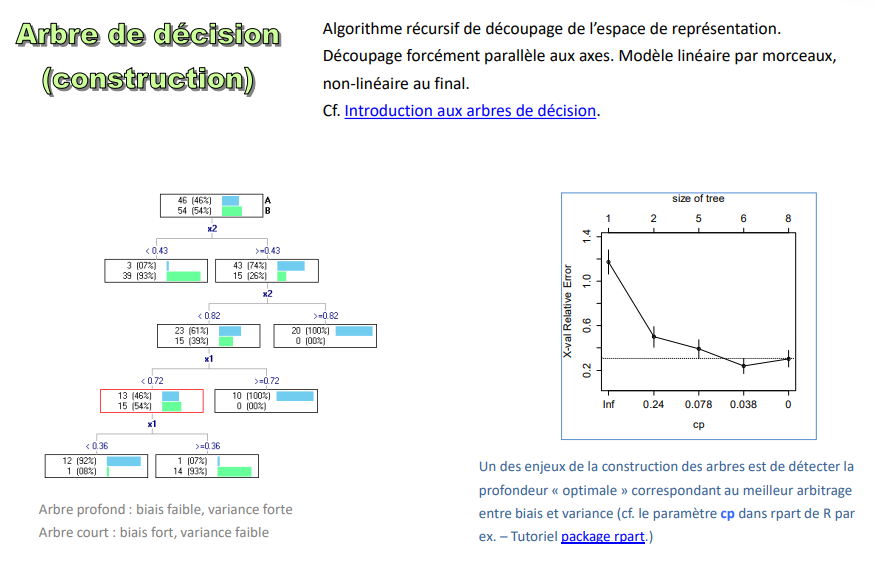 Arbre de décision
(construction)
Algorithme récursif de découpage de l’espace de représentation.
Découpage forcément parallèle aux axes. Modèle linéaire par morceaux,
non-linéaire au final.
Cf. Introduction aux arbres de décision.
46 (46%) A
54 (54%) B
x2
< 0.43 >=0.43
3 (07%) 43 (74%)
39 (93%) 15 (26%)
x2
< 0.82 >=0.82
23 (61%) 20 (100%)
15 (39%) 0 (00%)
x1
< 0.72 >=0.72
13 (46%) 10 (100%)
15 (54%) 0 (00%)
x1
< 0.36 >=0.36
12 (92%) 1 (07%)
1 (08%) 14 (93%)
Arbre profond : biais faible, variance forte
Arbre court : biais fort, variance faible
size of tree
1 2 5 6 8
X-val Relative Error
1.4
1.0
0.6
0.2
Inf 0.24 0.078 0.038 0
cp
Un des enjeux de la construction des arbres est de détecter la
profondeur « optimale » correspondant au meilleur arbitrage
entre biais et variance (cf. le paramètre cp dans rpart de R par
ex. – Tutoriel package rpart.)